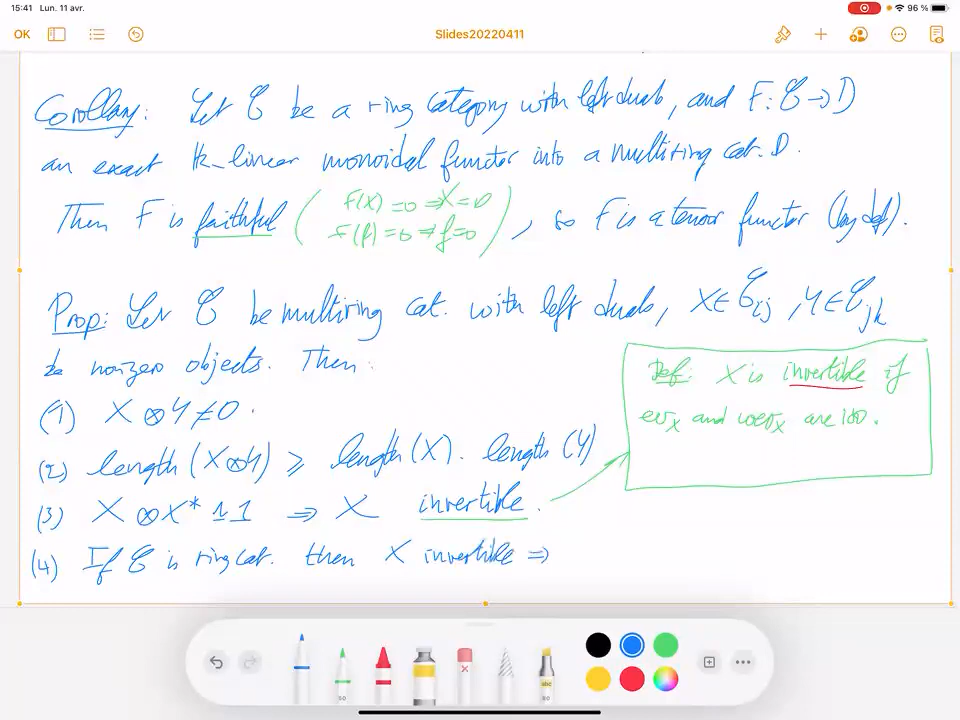 15:41 Lun. 11 avr. 96 %
OK Slides20220411
Corollary: Let C be a ring category with left duals, and F: C → D
an exact k-linear monoidal functor into a multiring cat. D.
Then F is faithful ( F(X)=0 ⇒ X=0
F(f)=0 ⇒ f=0 ), so F is a tensor functor (by def).
Prop: Let C be multiring cat. with left duals, X ∈ C_ij, Y ∈ C_jk
be nonzero objects. Then:
(1) X ⊗ Y ≠ 0.
(2) length (X ⊗ Y) ⩾ length (X). length (Y)
(3) X ⊗ X* ≃ 1 ⇒ X invertible.
(4) If C is ring cat. then X invertible ⇒
Def: X is invertible if
ev_X and coev_X are iso.
50
abc
80